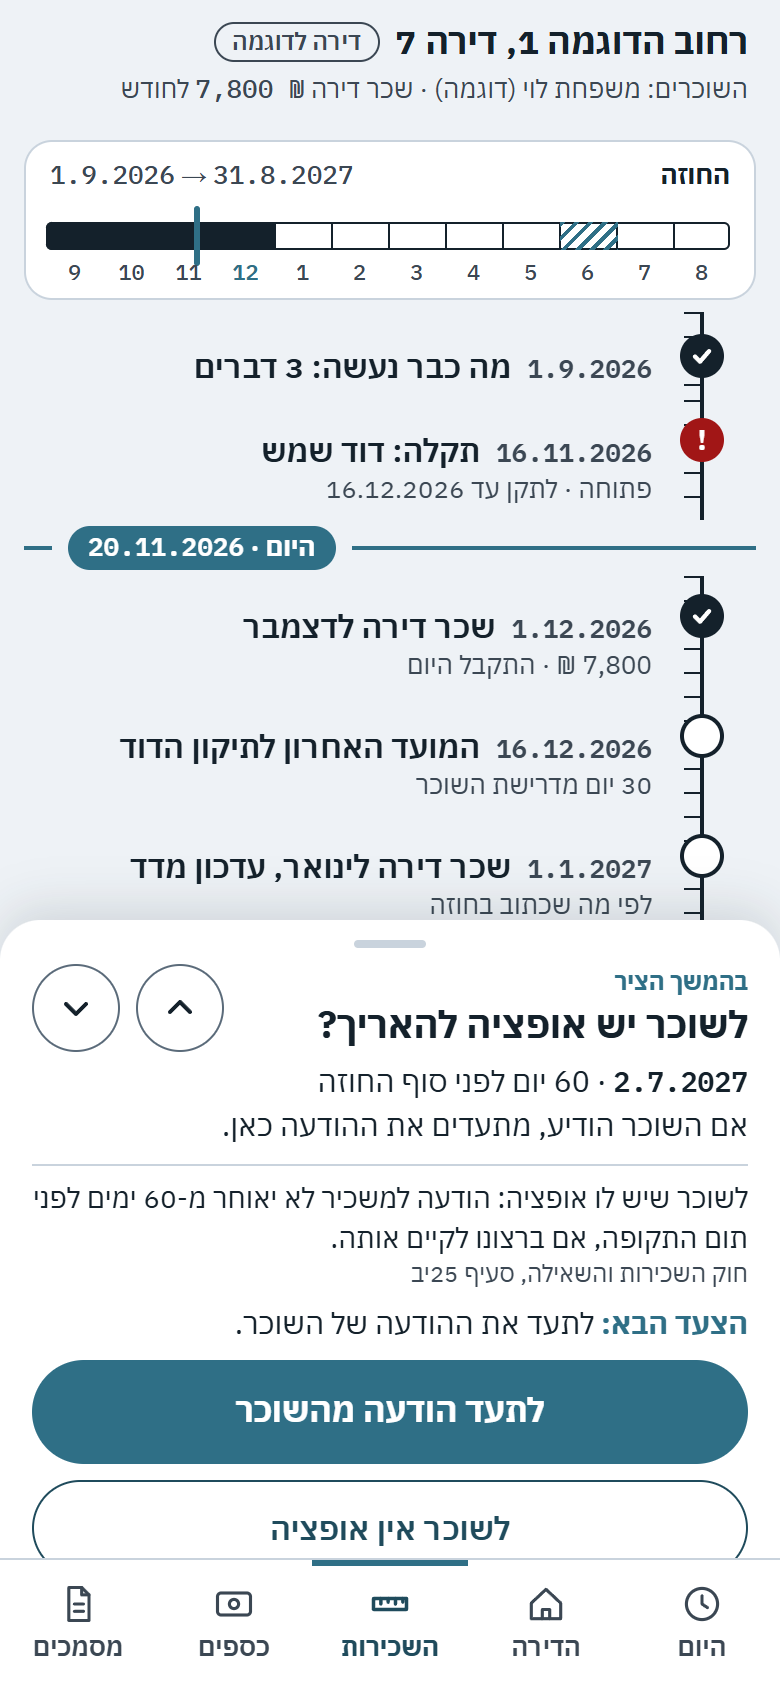 רחוב הדוגמה 1, דירה 7 דירה לדוגמה
השוכרים: משפחת לוי (דוגמה) · שכר דירה ₪ 7,800 לחודש
החוזה 1.9.2026 → 31.8.2027
9 10 11 12 1 2 3 4 5 6 7 8
1.9.2026 מה כבר נעשה: 3 דברים
16.11.2026 תקלה: דוד שמש
פתוחה · לתקן עד 16.12.2026
היום · 20.11.2026
1.12.2026 שכר דירה לדצמבר
7,800 ₪ · התקבל היום
16.12.2026 המועד האחרון לתיקון הדוד
30 יום מדרישת השוכר
1.1.2027 שכר דירה לינואר, עדכון מדד
לפי מה שכתוב בחוזה
בהמשך הציר
לשוכר יש אופציה להאריך?
2.7.2027 · 60 יום לפני סוף החוזה
אם השוכר הודיע, מתעדים את ההודעה כאן.
לשוכר שיש לו אופציה: הודעה למשכיר לא יאוחר מ-60 ימים לפני
תום התקופה, אם ברצונו לקיים אותה.
חוק השכירות והשאילה, סעיף 25יב
הצעד הבא: לתעד את ההודעה של השוכר.
לתעד הודעה מהשוכר
לשוכר אין אופציה
היום הדירה השכירות כספים מסמכים